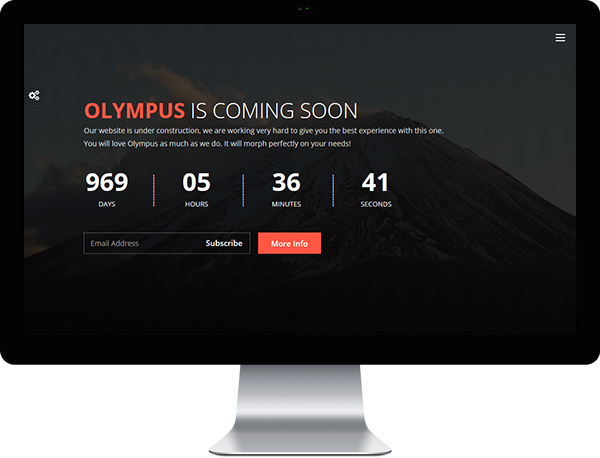 OLYMPUS IS COMING SOON
Our website is under construction, we are working very hard to give you the best experience with this one.
You will love Olympus as much as we do. It will morph perfectly on your needs!
969 05 36 41
DAYS HOURS MINUTES SECONDS
Email Address Subscribe More Info